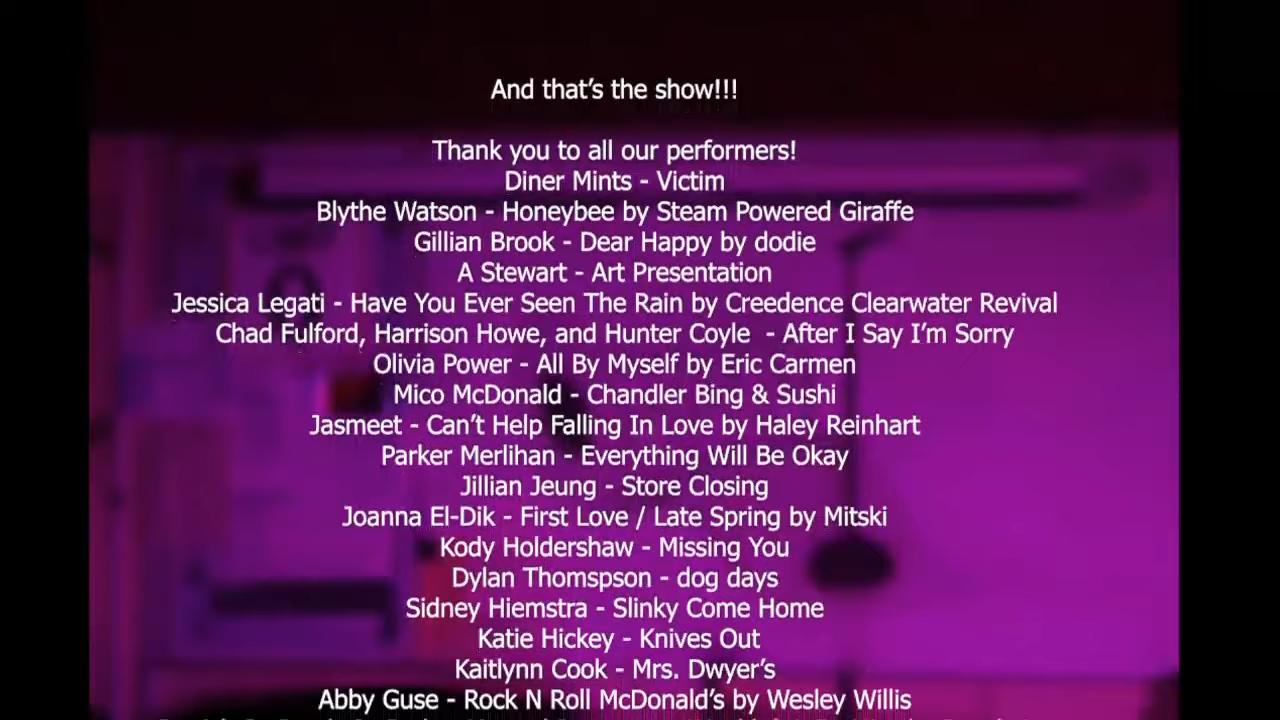 And that’s the show!!!
Thank you to all our performers!
Diner Mints - Victim
Blythe Watson - Honeybee by Steam Powered Giraffe
Gillian Brook - Dear Happy by dodie
A Stewart - Art Presentation
Jessica Legati - Have You Ever Seen The Rain by Creedence Clearwater Revival
Chad Fulford, Harrison Howe, and Hunter Coyle  - After I Say I’m Sorry
Olivia Power - All By Myself by Eric Carmen
Mico McDonald - Chandler Bing & Sushi
Jasmeet - Can’t Help Falling In Love by Haley Reinhart
Parker Merlihan - Everything Will Be Okay
Jillian Jeung - Store Closing
Joanna El-Dik - First Love / Late Spring by Mitski
Kody Holdershaw - Missing You
Dylan Thomspson - dog days
Sidney Hiemstra - Slinky Come Home
Katie Hickey - Knives Out
Kaitlynn Cook - Mrs. Dwyer’s
Abby Guse - Rock N Roll McDonald’s by Wesley Willis